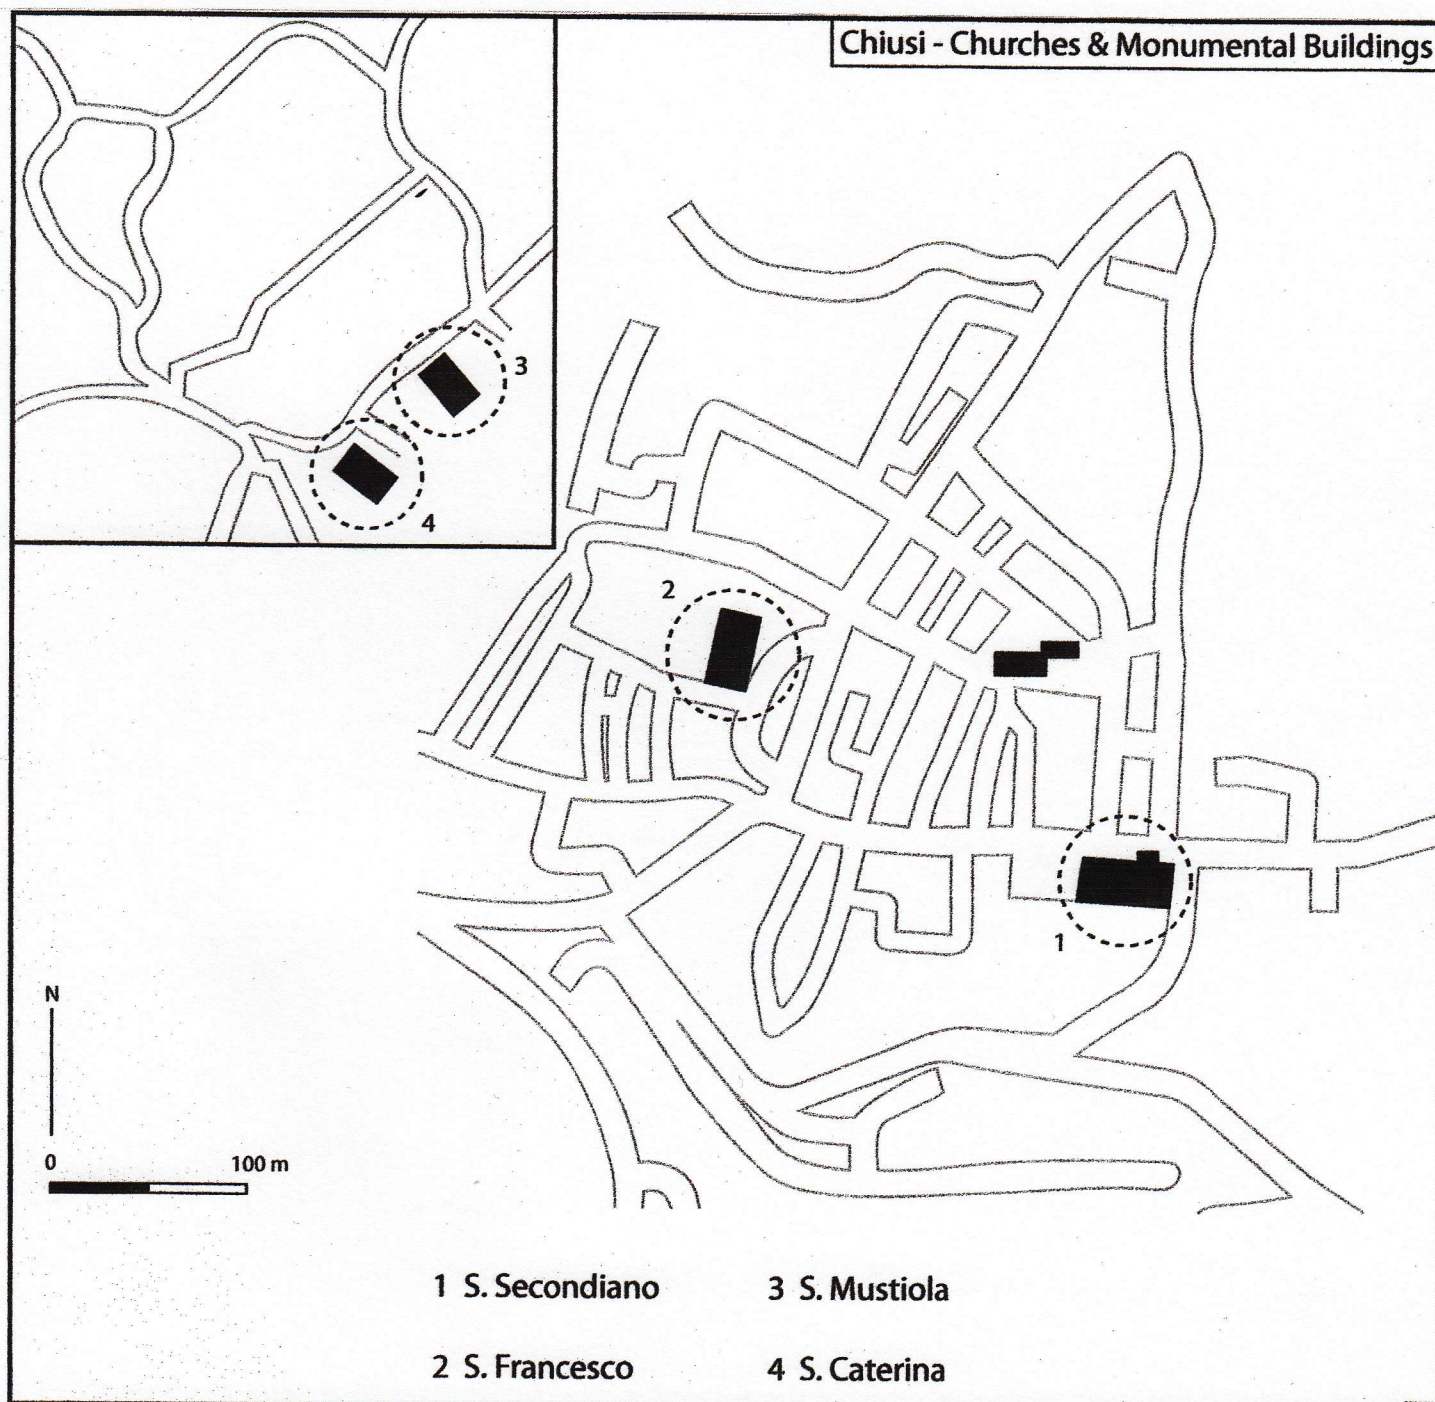 Chiusi - Churches & Monumental Buildings
3
4
2
1
N
0 100 m
1 S. Secondiano 3 S. Mustiola
2 S. Francesco 4 S. Caterina